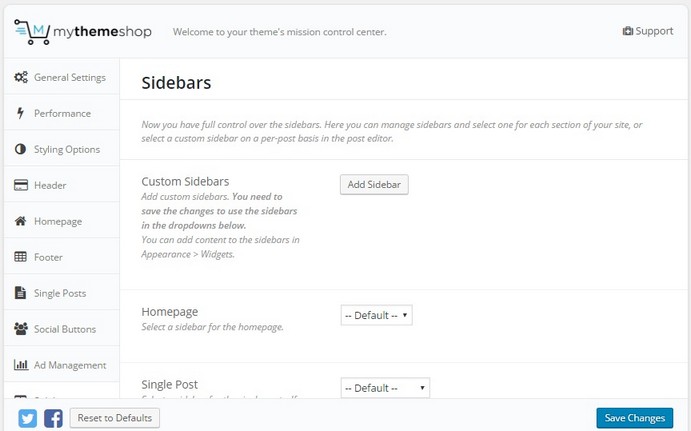 mythemeshop
Welcome to your theme's mission control center.
Support
General Settings
Performance
Styling Options
Header
Homepage
Footer
Single Posts
Social Buttons
Ad Management
Sidebars
Now you have full control over the sidebars. Here you can manage sidebars and select one for each section of your site, or
select a custom sidebar on a per-post basis in the post editor.
Custom Sidebars
Add custom sidebars. You need to
save the changes to use the sidebars
in the dropdowns below.
You can add content to the sidebars in
Appearance > Widgets.
Add Sidebar
Homepage
Select a sidebar for the homepage.
-- Default --
Single Post
-- Default --
Reset to Defaults
Save Changes